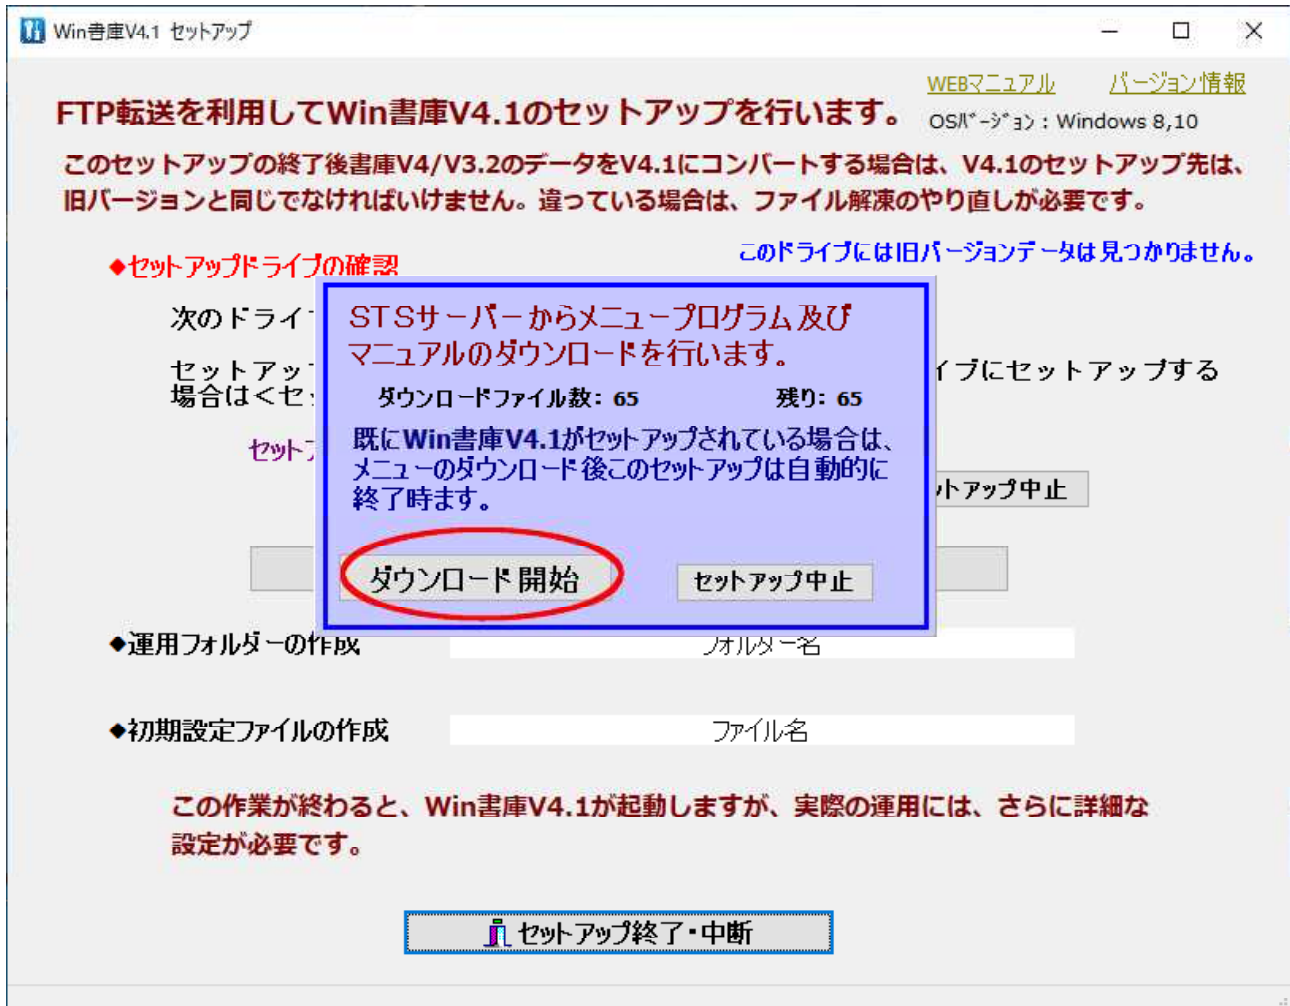 Win書庫V4.1 セットアップ
WEBマニュアル バージョン情報
FTP転送を利用してWin書庫V4.1のセットアップを行います。 OSﾊﾞｰｼﾞｮﾝ : Windows 8,10
このセットアップの終了後書庫V4/V3.2のデータをV4.1にコンバートする場合は、V4.1のセットアップ先は、
旧バージョンと同じでなければいけません。違っている場合は、ファイル解凍のやり直しが必要です。
このドライブには旧バージョンデータは見つかりません。
◆セットアップドライブの確認
次のドライ
セットアッ
イブにセットアップする
場合は＜セ
セット
ットアップ中止
STSサーバーからメニュープログラム及び
マニュアルのダウンロードを行います。
ダウンロードファイル数: 65 残り: 65
既にWin書庫V4.1がセットアップされている場合は、
メニューのダウンロード後このセットアップは自動的に
終了時ます。
ダウンロード開始 セットアップ中止
◆運用フォルダーの作成 フォルダー名
◆初期設定ファイルの作成 ファイル名
この作業が終わると、Win書庫V4.1が起動しますが、実際の運用には、さらに詳細な
設定が必要です。
セットアップ終了・中断